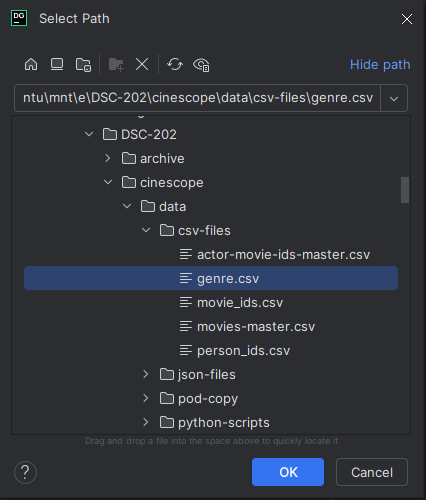 DG
Select Path
Hide path
ntu\mnt\e\DSC-202\cinescope\data\csv-files\genre.csv
DSC-202
archive
cinescope
data
csv-files
actor-movie-ids-master.csv
genre.csv
movie_ids.csv
movies-master.csv
person_ids.csv
json-files
pod-copy
python-scripts
Drag and drop a file into the space above to quickly locate it
?
OK
Cancel